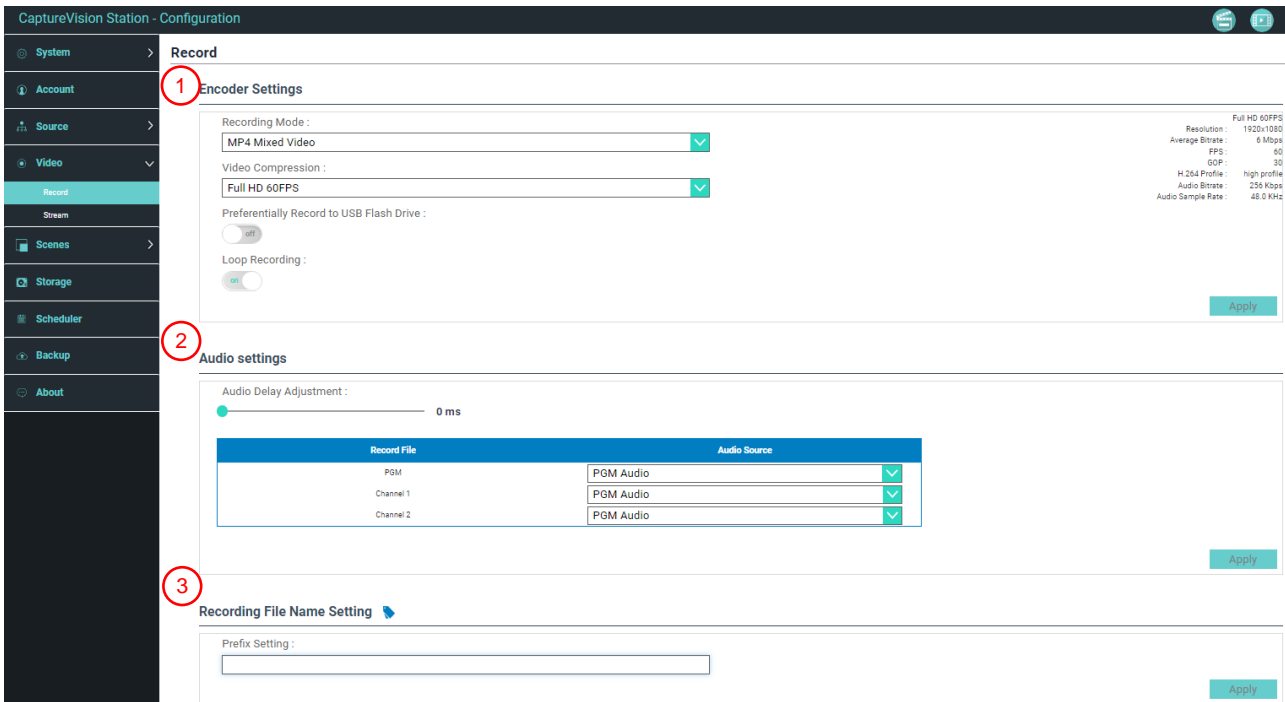 CaptureVision Station - Configuration
System
Account
Source
Video
Record
Stream
Scenes
Storage
Scheduler
Backup
About
Record
1
Encoder Settings
Recording Mode :
MP4 Mixed Video
Video Compression :
Full HD 60FPS
Preferentially Record to USB Flash Drive :
off
Loop Recording :
on
Full HD 60FPS
Resolution : 1920x1080
Average Bitrate : 6 Mbps
FPS : 60
GOP : 30
H.264 Profile : high profile
Audio Bitrate : 256 Kbps
Audio Sample Rate : 48.0 KHz
Apply
2
Audio settings
Audio Delay Adjustment :
0 ms
Record File Audio Source
PGM PGM Audio
Channel 1 PGM Audio
Channel 2 PGM Audio
Apply
3
Recording File Name Setting
Prefix Setting :
Apply